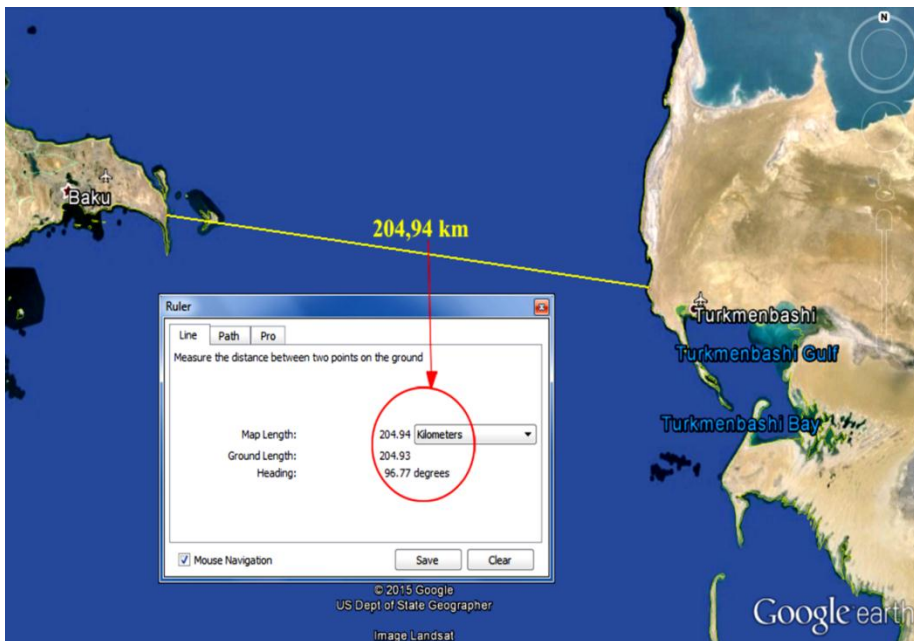 N
Baku
204,94 km
Ruler
Line Path Pro
Measure the distance between two points on the ground
Map Length: 204.94 Kilometers
Ground Length: 204.93
Heading: 96.77 degrees
Mouse Navigation Save Clear
Turkmenbashi
Turkmenbashi Gulf
Turkmenbashi Bay
© 2015 Google
US Dept of State Geographer
Image Landsat
Google earth